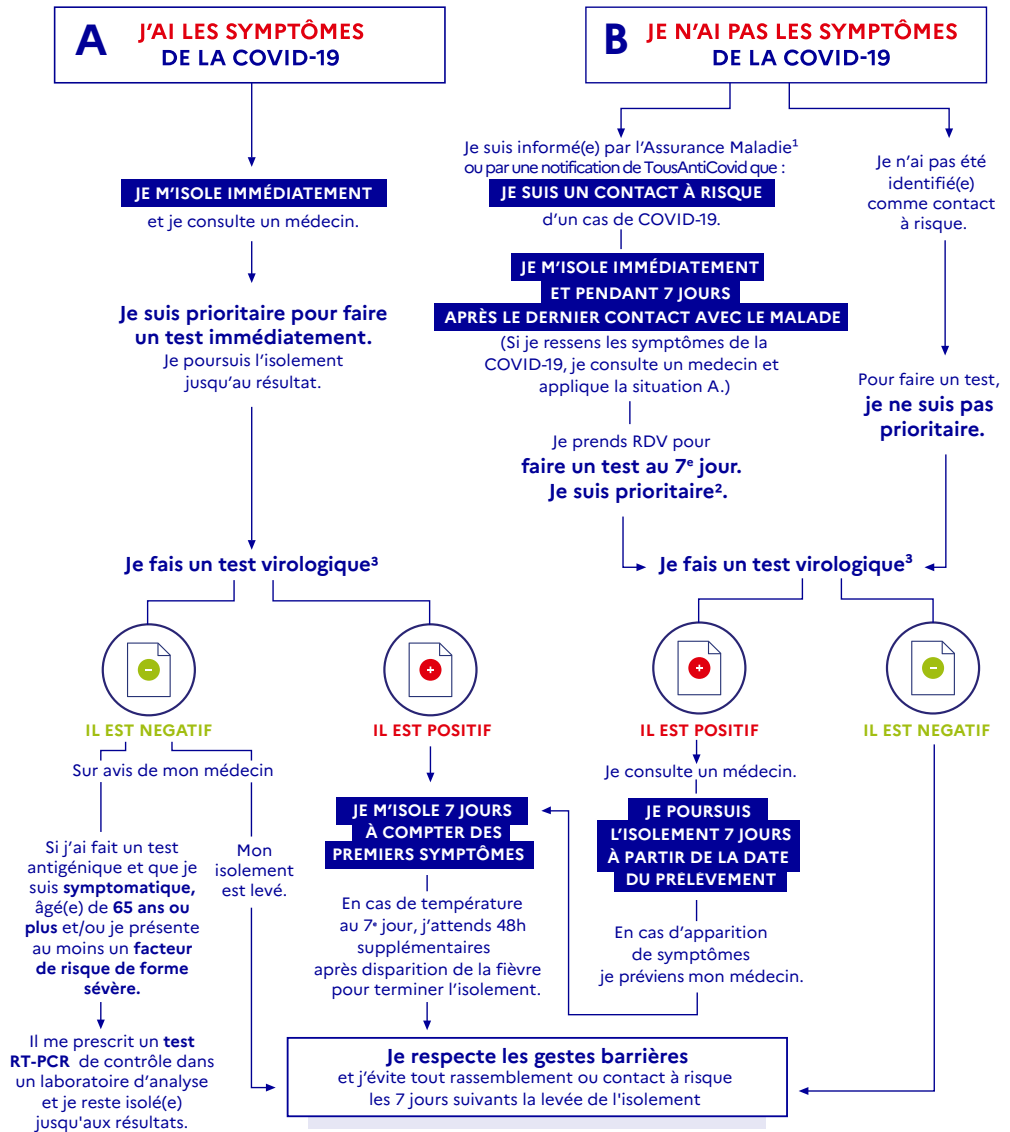 A
J'AI LES SYMPTÔMES
DE LA COVID-19
JE M'ISOLE IMMÉDIATEMENT
et je consulte un médecin.
Je suis prioritaire pour faire
un test immédiatement.
Je poursuis l'isolement
jusqu'au résultat.
Je fais un test virologique³
IL EST NEGATIF
Sur avis de mon médecin
Si j'ai fait un test
antigénique et que je
suis symptomatique,
âgé(e) de 65 ans ou
plus et/ou je présente
au moins un facteur
de risque de forme
sévère.
Il me prescrit un test
RT-PCR de contrôle dans
un laboratoire d'analyse
et je reste isolé(e)
jusqu'aux résultats.
Mon
isolement
est levé.
IL EST POSITIF
JE M'ISOLE 7 JOURS
À COMPTER DES
PREMIERS SYMPTÔMES
En cas de température
au 7ᵉ jour, j'attends 48h
supplémentaires
après disparition de la fièvre
pour terminer l'isolement.
B
JE N'AI PAS LES SYMPTÔMES
DE LA COVID-19
Je suis informé(e) par l'Assurance Maladie¹
ou par une notification de TousAntiCovid que :
JE SUIS UN CONTACT À RISQUE
d'un cas de COVID-19.
JE M'ISOLE IMMÉDIATEMENT
ET PENDANT 7 JOURS
APRÈS LE DERNIER CONTACT AVEC LE MALADE
(Si je ressens les symptômes de la
COVID-19, je consulte un medecin et
applique la situation A.)
Je prends RDV pour
faire un test au 7ᵉ jour.
Je suis prioritaire².
Je n'ai pas été
identifié(e)
comme contact
à risque.
Pour faire un test,
je ne suis pas
prioritaire.
Je fais un test virologique³
IL EST POSITIF
Je consulte un médecin.
JE POURSUIS
L'ISOLEMENT 7 JOURS
À PARTIR DE LA DATE
DU PRÉLÈVEMENT
En cas d'apparition
de symptômes
je préviens mon médecin.
IL EST NEGATIF
Je respecte les gestes barrières
et j'évite tout rassemblement ou contact à risque
les 7 jours suivants la levée de l'isolement